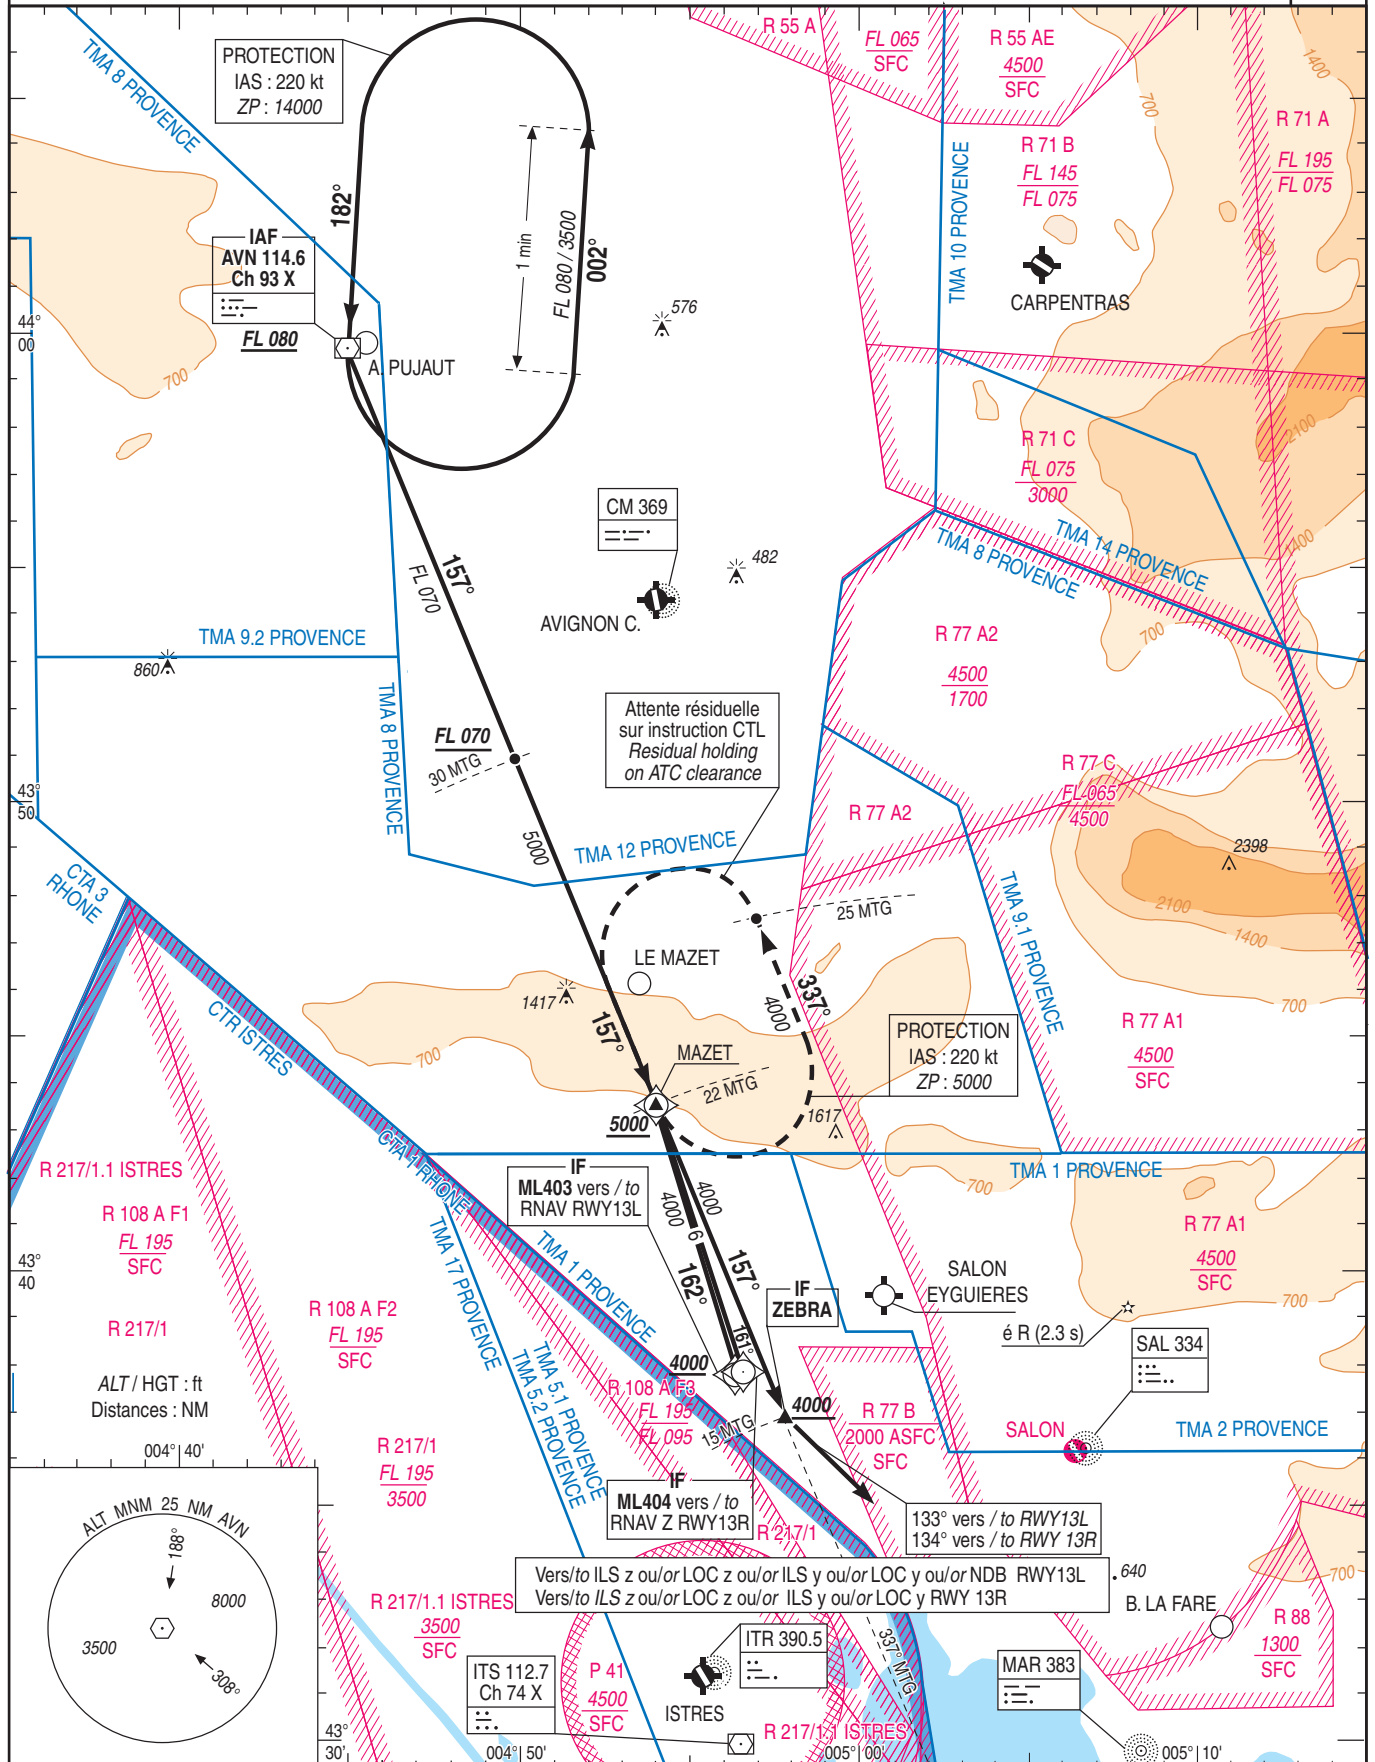 R 55 A
FL 065
SFC
R 55 AE
4500
SFC
1400
TMA 8 PROVENCE
PROTECTION
IAS : 220 kt
ZP : 14000
700
R 71 A
FL 195
FL 075
R 71 B
FL 145
FL 075
TMA 10 PROVENCE
182°
1 min
FL 080 / 3500
002°
IAF
AVN 114.6
Ch 93 X
FL 080
CARPENTRAS
576
44°
00
A. PUJAUT
700
2100
R 71 C
FL 075
3000
CM 369
1400
TMA 14 PROVENCE
TMA 8 PROVENCE
482
157°
FL 070
AVIGNON C.
TMA 9.2 PROVENCE
860
700
R 77 A2
4500
1700
TMA 8 PROVENCE
Attente résiduelle
sur instruction CTL
Residual holding
on ATC clearance
FL 070
30 MTG
R 77 C
FL 065
4500
43°
50'
R 77 A2
5000
TMA 12 PROVENCE
2398
CTA 3
RHONE
2100
25 MTG
TMA 9.1 PROVENCE
1400
LE MAZET
1417
337°
4000
700
CTR ISTRES
157°
R 77 A1
4500
SFC
PROTECTION
IAS : 220 kt
ZP : 5000
700
MAZET
22 MTG
5000
1617
CTA 1 RHONE
R 217/1.1 ISTRES
IF
ML403 vers / to
RNAV RWY13L
TMA 1 PROVENCE
700
4000
4000
R 108 A F1
FL 195
SFC
R 77 A1
4500
SFC
TMA 17 PROVENCE
TMA 1 PROVENCE
6
157°
162°
43°
40
IF
ZEBRA
SALON
EYGUIERES
700
R 108 A F2
FL 195
SFC
R 217/1
é R (2.3 s)
161°
SAL 334
TMA 5.1 PROVENCE
TMA 5.2 PROVENCE
4000
ALT / HGT : ft
Distances : NM
R 108 A F3
FL 195
FL 095
4000
R 77 B
2000 ASFC
SFC
15 MTG
SALON
TMA 2 PROVENCE
004° 40'
R 217/1
FL 195
3500
IF
ML404 vers / to
RNAV Z RWY13R
ALT MNM 25 NM AVN
188°
8000
3500
308°
R 217/1
133° vers / to RWY13L
134° vers / to RWY 13R
Vers/to ILS z ou/or LOC z ou/or ILS y ou/or LOC y ou/or NDB RWY13L
Vers/to ILS z ou/or LOC z ou/or ILS y ou/or LOC y RWY 13R
640
700
R 217/1.1 ISTRES
3500
SFC
B. LA FARE
R 88
1300
SFC
337° MTG
ITR 390.5
ITS 112.7
Ch 74 X
P 41
4500
SFC
MAR 383
ISTRES
R 217/1.1 ISTRES
43°
30'
004° 50'
005° 00'
005° 10'